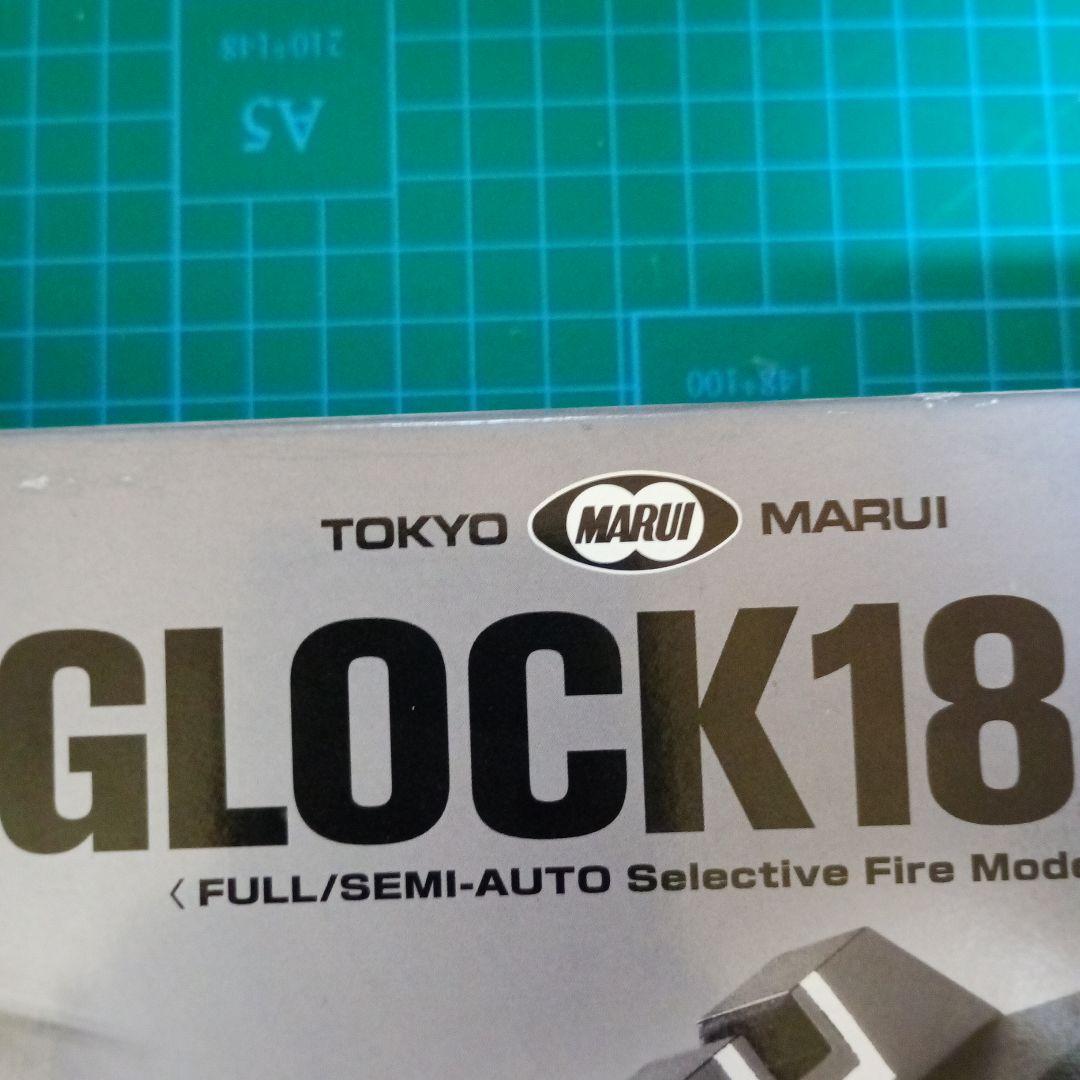 210*148
A5
148*100
TOKYO MARUI MARUI
GLOCK18
〈 FULL/SEMI-AUTO Selective Fire Mode